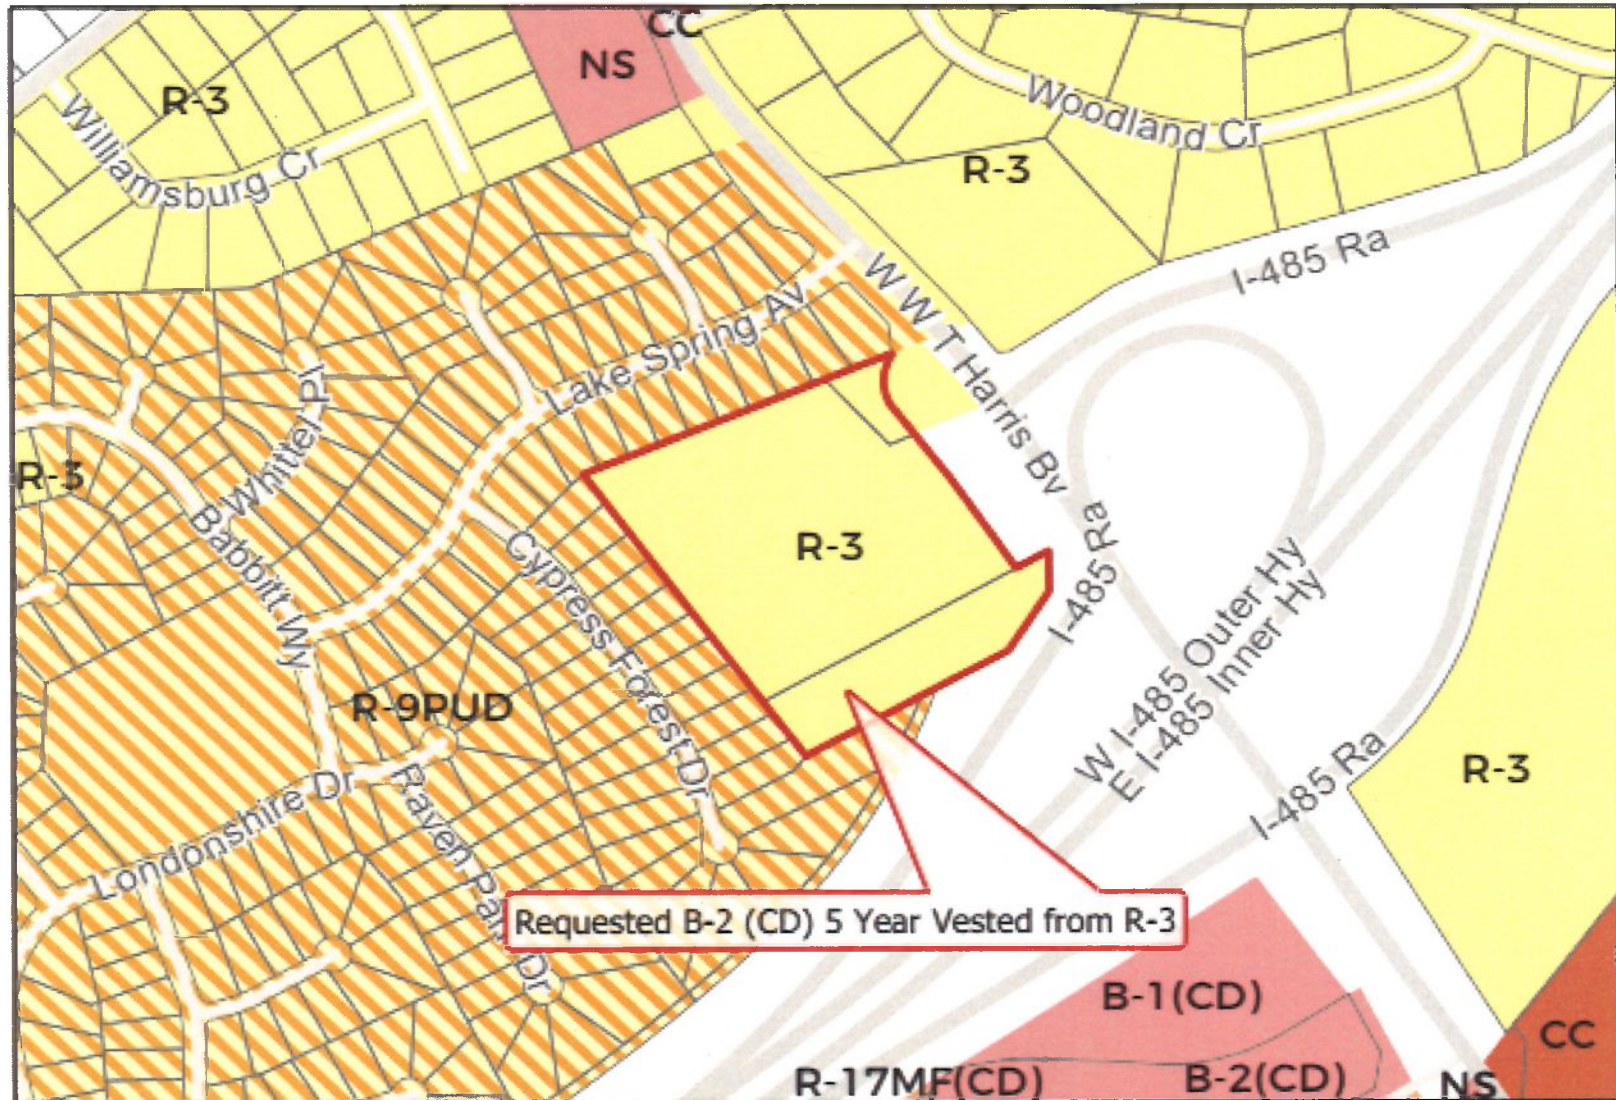 CC
NS
R-3
Williamsburg Cr
Woodland Cr
R-3
I-485 Ra
W W T Harris Bv
Lake Spring Av
Whittel Pl
R-3
Babbitt Wy
Cypress Forest Dr
R-3
I-485 Ra
W I-485 Outer Hy
E I-485 Inner Hy
R-9PUD
I-485 Ra
R-3
Londonshire Dr
Raven Park Dr
Requested B-2 (CD) 5 Year Vested from R-3
B-1(CD)
CC
R-17MF(CD)
B-2(CD)
NS